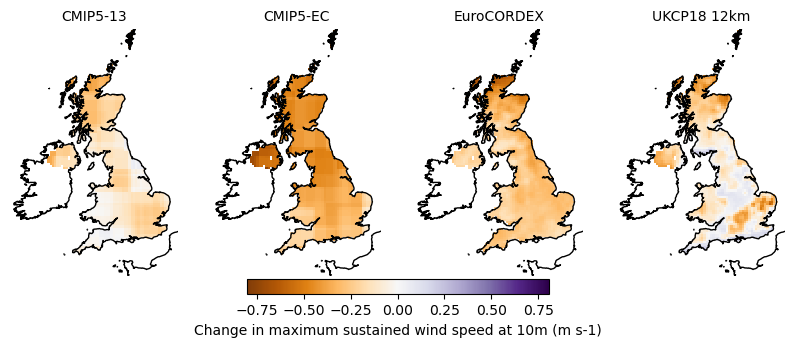 CMIP5-13 CMIP5-EC EuroCORDEX UKCP18 12km
−0.75 −0.50 −0.25 0.00 0.25 0.50 0.75
Change in maximum sustained wind speed at 10m (m s-1)